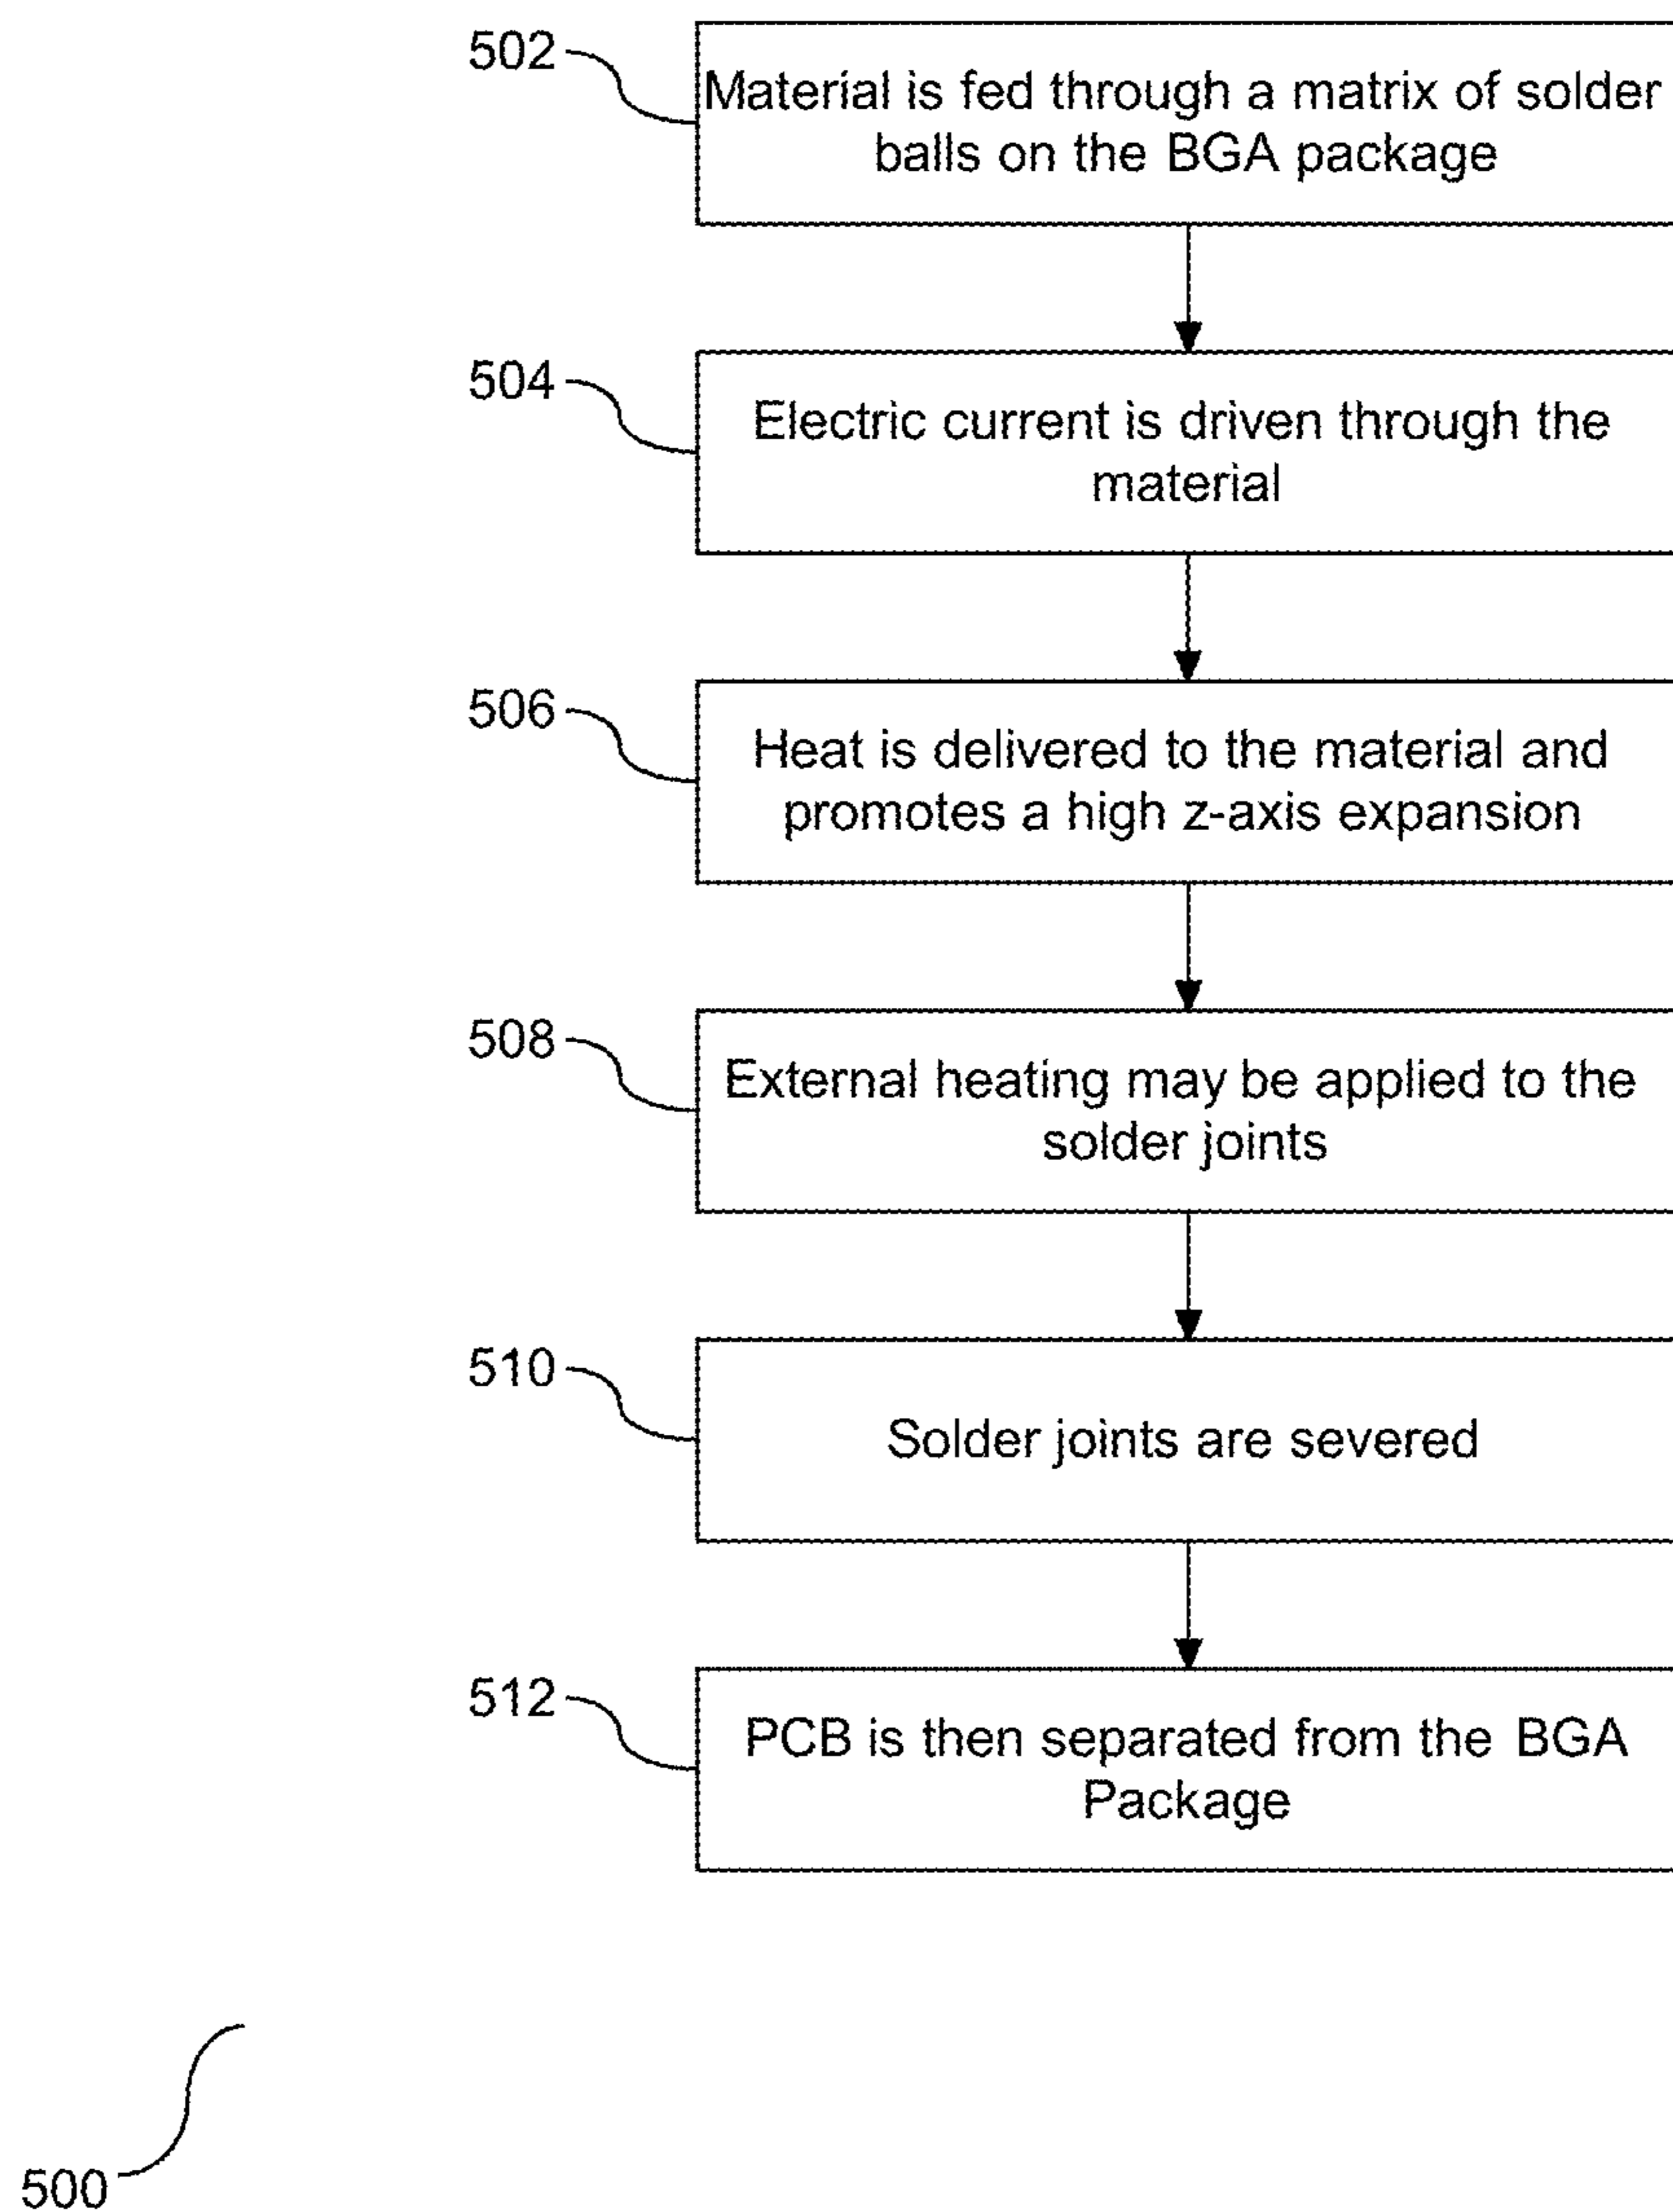 502
Material is fed through a matrix of solder
balls on the BGA package
504
Electric current is driven through the
material
506
Heat is delivered to the material and
promotes a high z-axis expansion
508
External heating may be applied to the
solder joints
510
Solder joints are severed
512
PCB is then separated from the BGA
Package
500